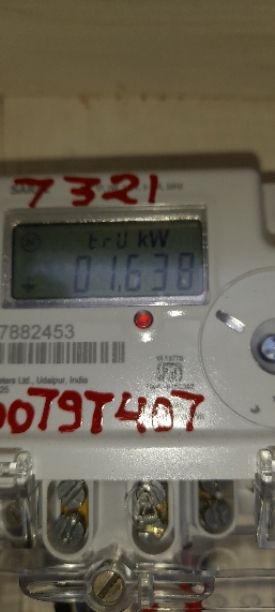 7321
trU kW
01.638
7882453
eters Ltd., Udaipur, India
0079T407